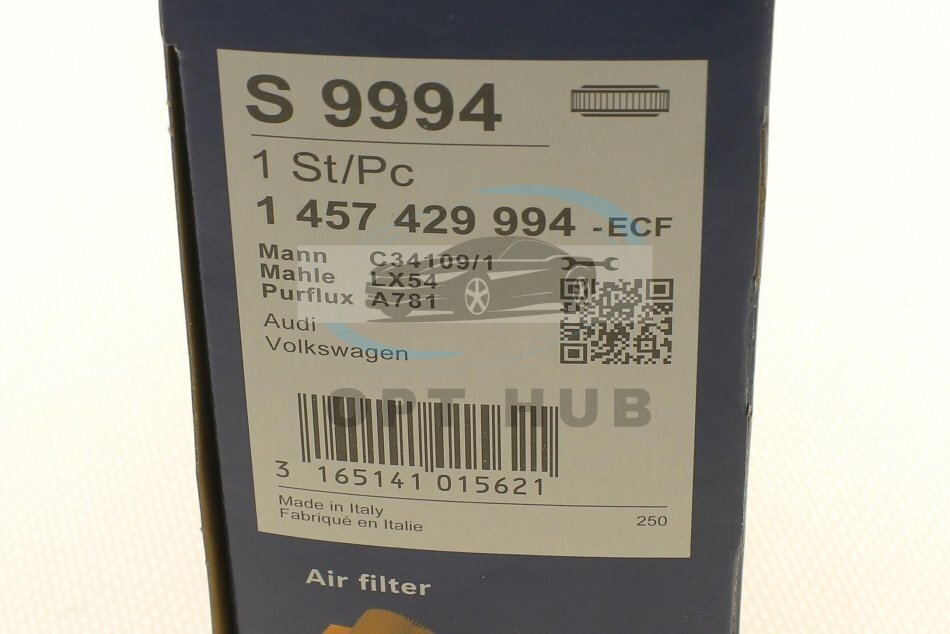 S 9994
1 St/Pc
1 457 429 994 -ECF
Mann C34109/1
Mahle LX54
Purflux A781
Audi
Volkswagen
OPT HUB
3 165141 015621
Made in Italy
Fabriqué en Italie
250
Air filter